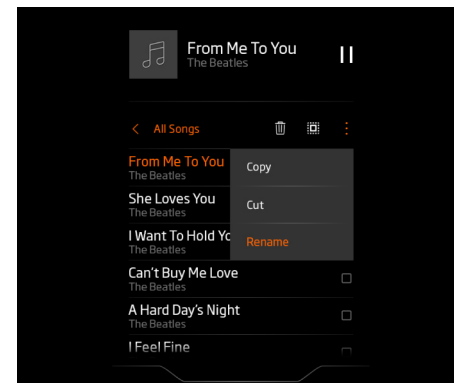 From Me To You
The Beatles
All Songs
From Me To You
The Beatles
Copy
She Loves You
The Beatles
Cut
I Want To Hold Yo
The Beatles
Rename
Can't Buy Me Love
The Beatles
A Hard Day's Night
The Beatles
I Feel Fine